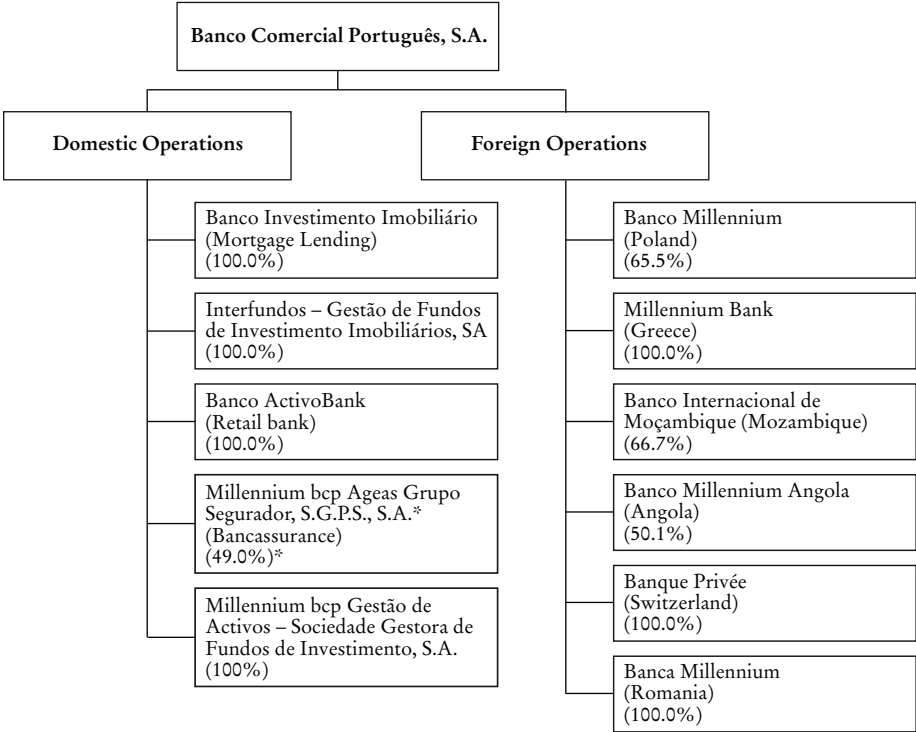 Banco Comercial Português, S.A.
Domestic Operations
Banco Investimento Imobiliário
(Mortgage Lending)
(100.0%)
Interfundos – Gestão de Fundos
de Investimento Imobiliários, SA
(100.0%)
Banco ActivoBank
(Retail bank)
(100.0%)
Millennium bcp Ageas Grupo
Segurador, S.G.P.S., S.A.*
(Bancassurance)
(49.0%)*
Millennium bcp Gestão de
Activos – Sociedade Gestora de
Fundos de Investimento, S.A.
(100%)
Foreign Operations
Banco Millennium
(Poland)
(65.5%)
Millennium Bank
(Greece)
(100.0%)
Banco Internacional de
Moçambique (Mozambique)
(66.7%)
Banco Millennium Angola
(Angola)
(50.1%)
Banque Privée
(Switzerland)
(100.0%)
Banca Millennium
(Romania)
(100.0%)